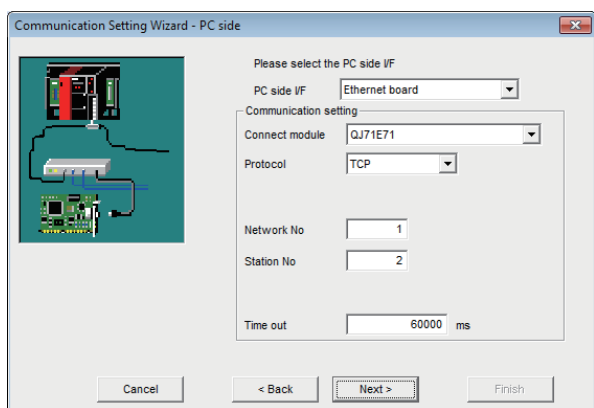 Communication Setting Wizard - PC side
Please select the PC side I/F
PC side I/F Ethernet board
Communication setting
Connect module QJ71E71
Protocol TCP
Network No 1
Station No 2
Time out 60000 ms
Cancel < Back Next > Finish